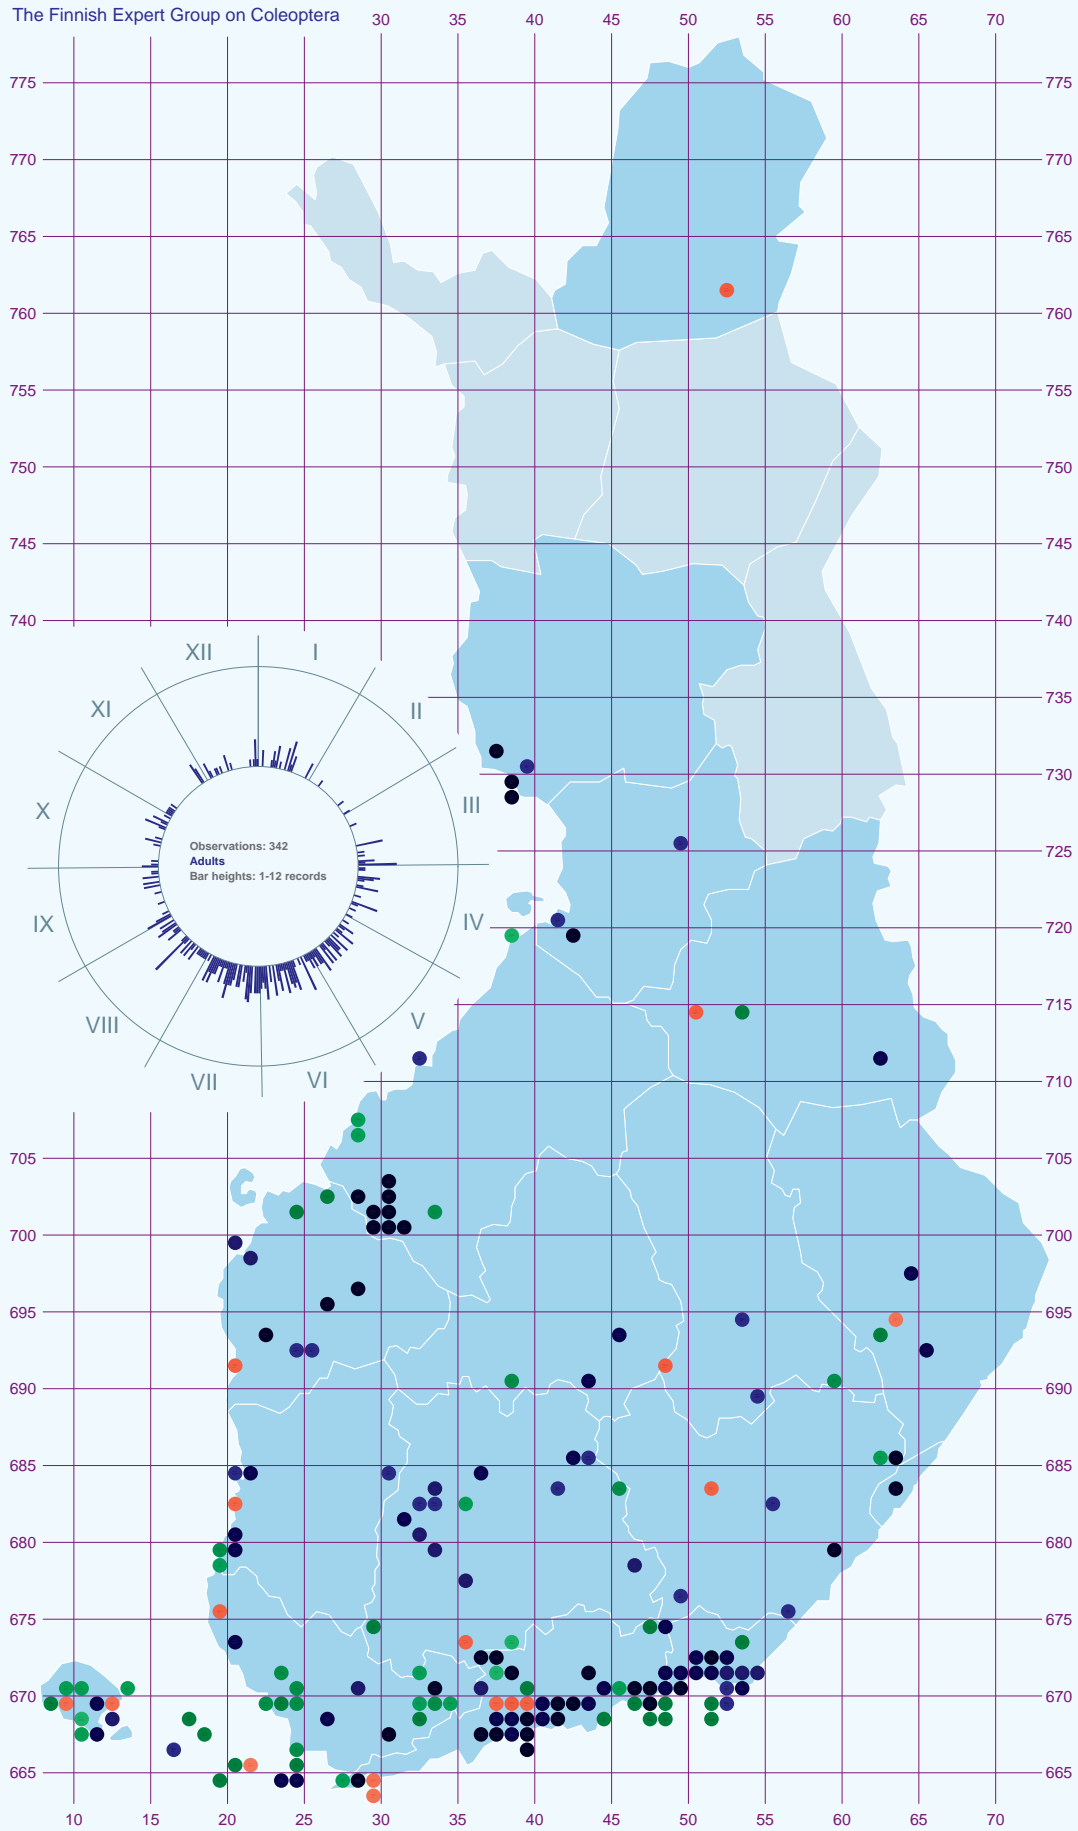 The Finnish Expert Group on Coleoptera
30 40 45 50 55 60 65 70
775 775
770 770
765 765
760 760
755 755
750 750
745 745
740 740
735
730
725
720
715
710
705 705
700 700
695 695
690 690
685 685
680 680
675 675
670 670
665 665
XII I
XI II
X III
IX IV
VIII V
VII VI
Observations: 342
Adults
Bar heights: 1-12 records
10 15 20 25 30 35 40 45 50 55 60 65 70